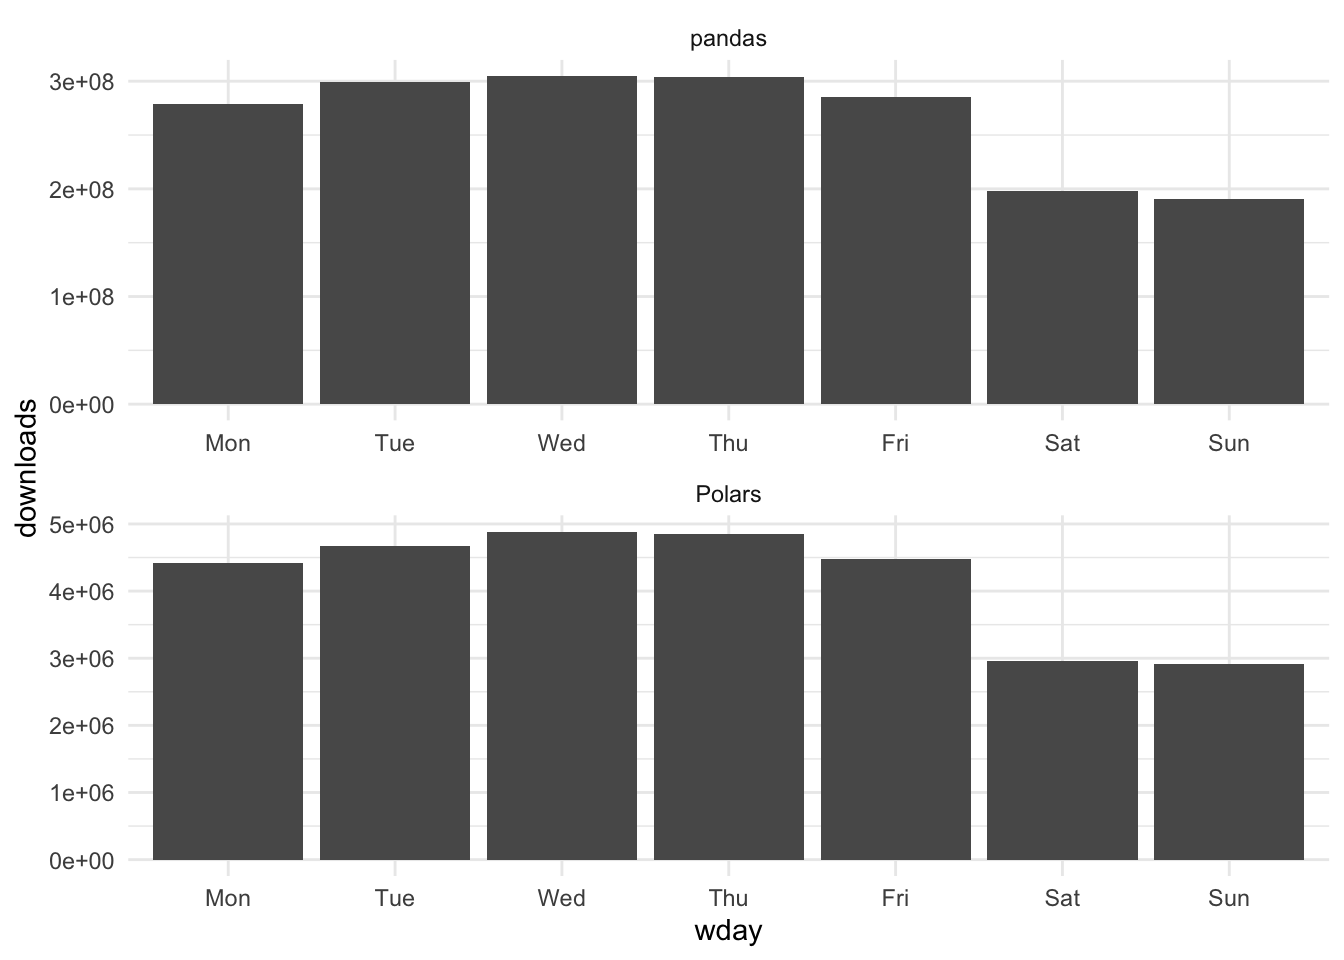 pandas
3e+08
2e+08
1e+08
0e+00
Mon Tue Wed Thu Fri Sat Sun
downloads
Polars
5e+06
4e+06
3e+06
2e+06
1e+06
0e+00
Mon Tue Wed Thu Fri Sat Sun
wday